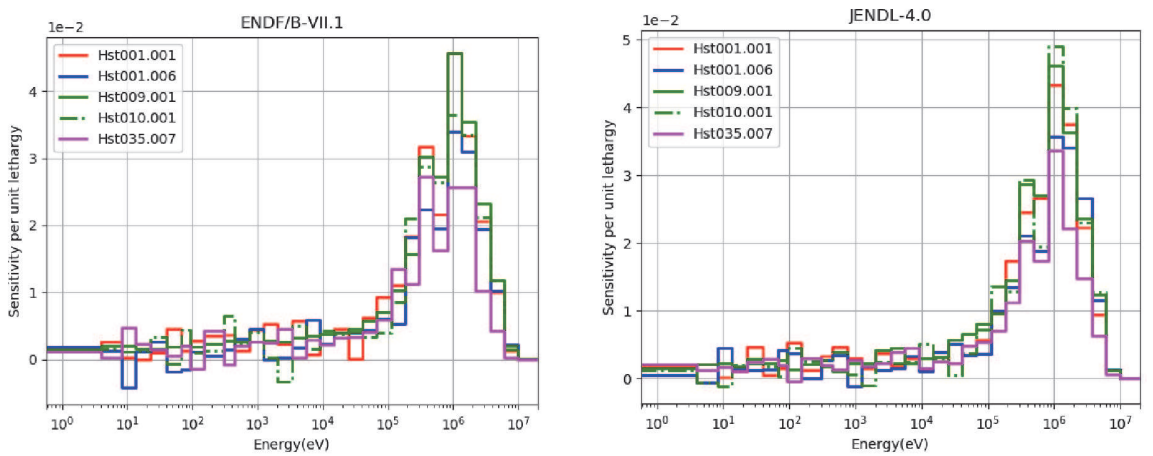 ENDF/B-VII.1
1e−2
Hst001.001
Hst001.006
Hst009.001
Hst010.001
Hst035.007
Sensitivity per unit lethargy
4
3
2
1
0
10^0 10^1 10^2 10^3 10^4 10^5 10^6 10^7
Energy(eV)
JENDL-4.0
1e−2
Hst001.001
Hst001.006
Hst009.001
Hst010.001
Hst035.007
Sensitivity per unit lethargy
5
4
3
2
1
0
10^0 10^1 10^2 10^3 10^4 10^5 10^6 10^7
Energy(eV)